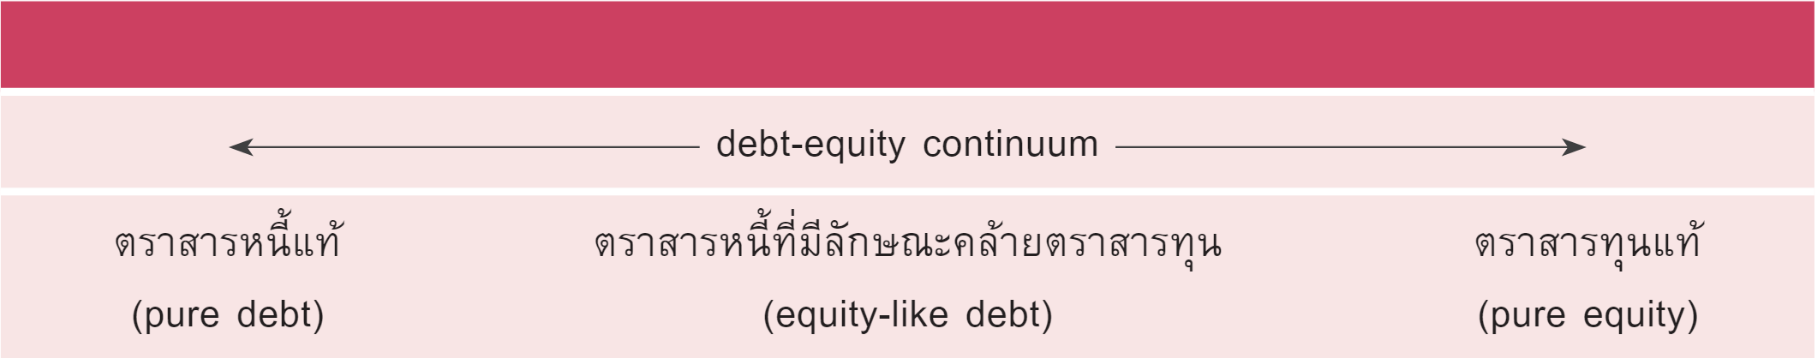 debt-equity continuum
ตราสารหนี้แท้ ตราสารหนี้ที่มีลักษณะคล้ายตราสารทุน ตราสารทุนแท้
(pure debt) (equity-like debt) (pure equity)